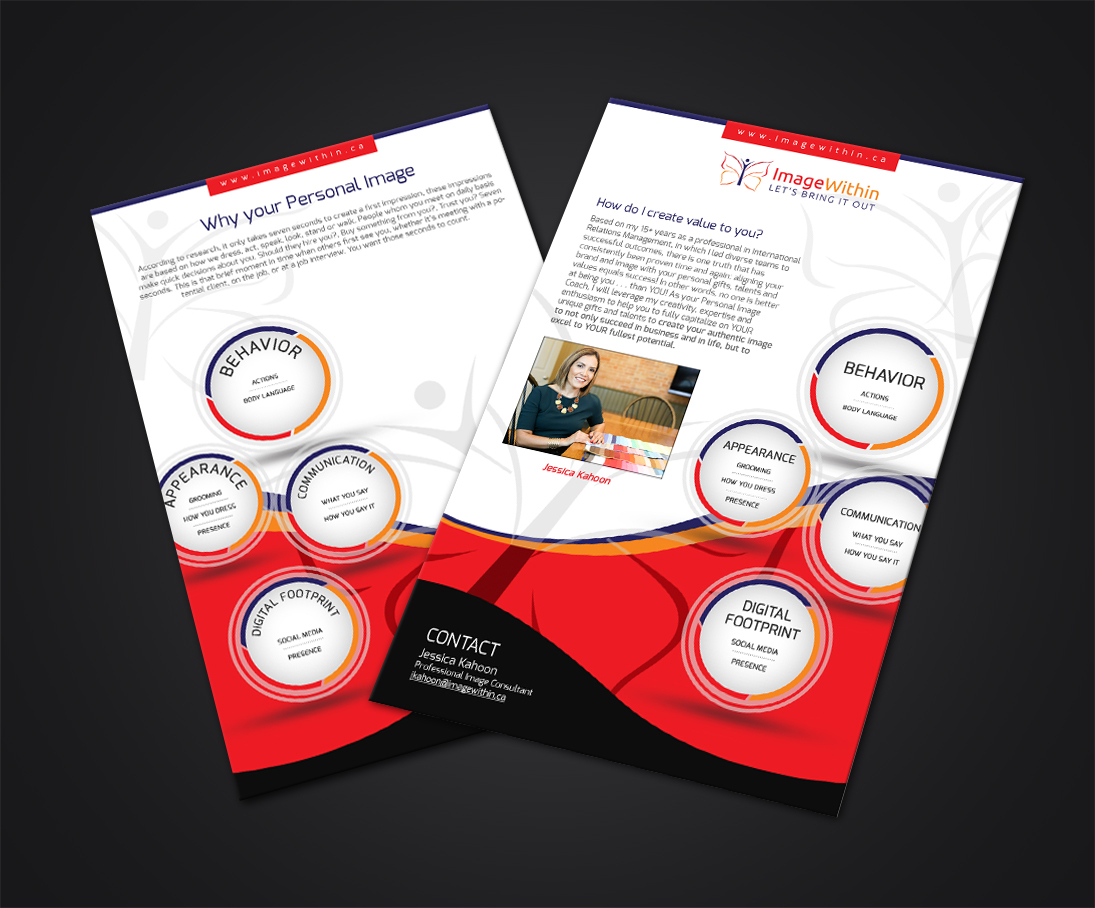 www.imagewithin.ca
Why your Personal Image
According to research, it only takes seven seconds to create a first impression, these impressions
are based on how we dress, act, speak, look, stand or walk. People whom you meet on daily basis
make quick decisions about you. Should they hire you?, Buy something from you?, Trust you? Seven
seconds. This is that brief moment in time when others first see you, whether it's meeting with a po-
tential client, on the job, or at a job interview. You want those seconds to count.
BEHAVIOR
ACTIONS
BODY LANGUAGE
APPEARANCE
GROOMING
HOW YOU DRESS
PRESENCE
COMMUNICATION
WHAT YOU SAY
HOW YOU SAY IT
DIGITAL FOOTPRINT
SOCIAL MEDIA
PRESENCE
www.imagewithin.ca
ImageWithin
LET'S BRING IT OUT
How do I create value to you?
Based on my 15+ years as a professional in International
Relations Management, in which I led diverse teams to
successful outcomes, there is one truth that has
consistently been proven time and again: aligning your
brand and image with your personal gifts, talents and
values equals success! In other words, no one is better
at being you . . . than YOU! As your Personal Image
Coach, I will leverage my creativity, expertise and
enthusiasm to help you to fully capitalize on YOUR
unique gifts and talents to create your authentic image
to not only succeed in business and in life, but to
excel to YOUR fullest potential.
Jessica Kahoon
BEHAVIOR
ACTIONS
BODY LANGUAGE
APPEARANCE
GROOMING
HOW YOU DRESS
PRESENCE
COMMUNICATION
WHAT YOU SAY
HOW YOU SAY IT
DIGITAL
FOOTPRINT
SOCIAL MEDIA
PRESENCE
CONTACT
Jessica Kahoon
Professional Image Consultant
jkahoon@imagewithin.ca